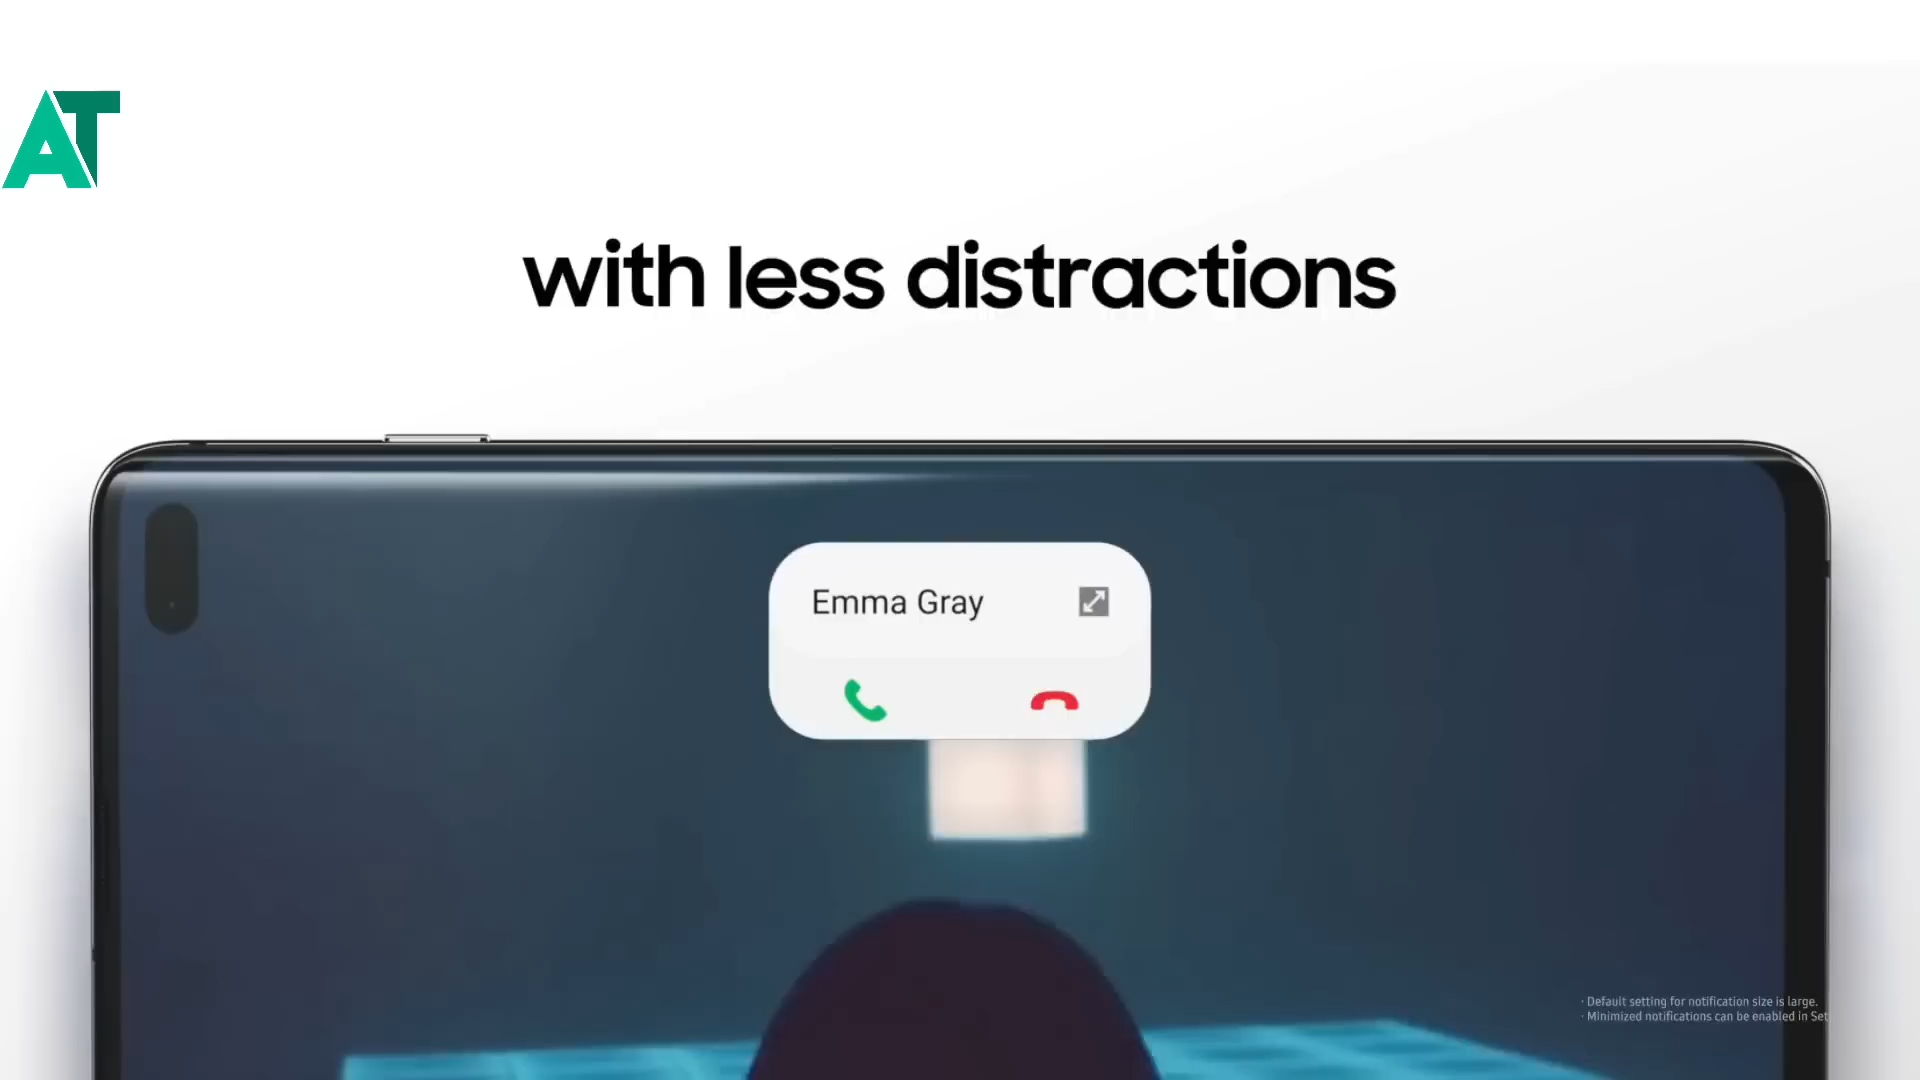 AT
with less distractions
Emma Gray
· Default setting for notification size is large.
· Minimized notifications can be enabled in Set